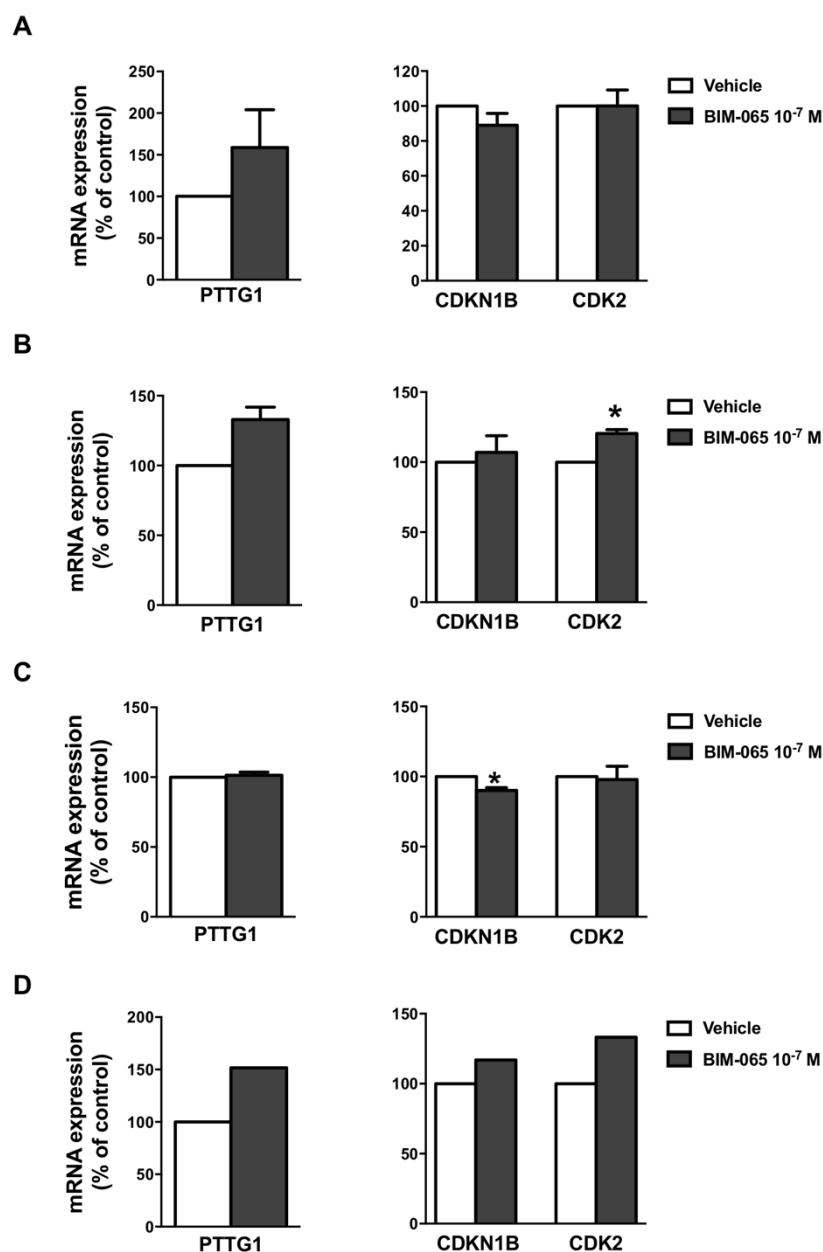 A
mRNA expression
(% of control)
250
200
150
100
50
0
PTTG1
120
100
80
60
40
20
0
CDKN1B
CDK2
Vehicle
BIM-065 10⁻⁷ M
B
mRNA expression
(% of control)
150
100
50
0
PTTG1
150
100
50
0
*
CDKN1B
CDK2
Vehicle
BIM-065 10⁻⁷ M
C
mRNA expression
(% of control)
150
100
50
0
PTTG1
150
100
50
0
*
CDKN1B
CDK2
Vehicle
BIM-065 10⁻⁷ M
D
mRNA expression
(% of control)
200
150
100
50
0
PTTG1
150
100
50
0
CDKN1B
CDK2
Vehicle
BIM-065 10⁻⁷ M